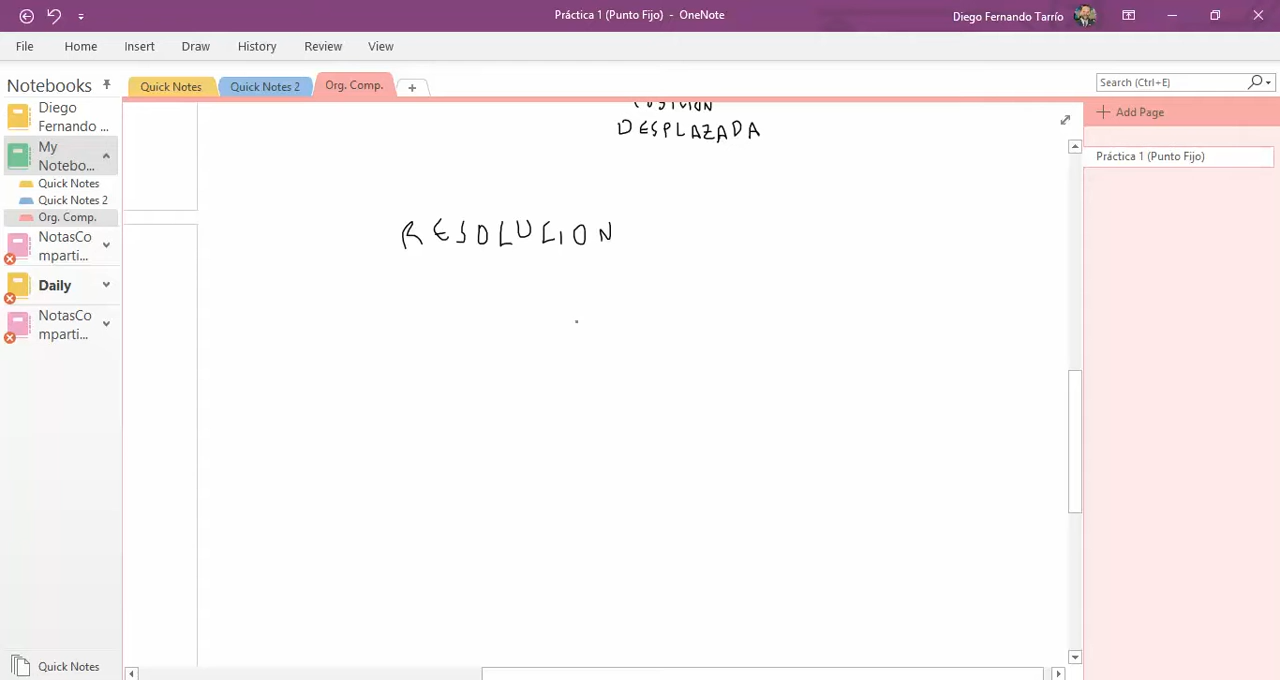 Práctica 1 (Punto Fijo) - OneNote
Diego Fernando Tarrío
File Home Insert Draw History Review View
Notebooks
Quick Notes
Quick Notes 2
Org. Comp.
Search (Ctrl+E)
Diego
Fernando ...
My
Notebo...
Quick Notes
Quick Notes 2
Org. Comp.
NotasCo
mparti...
Daily
NotasCo
mparti...
Quick Notes
Add Page
Práctica 1 (Punto Fijo)
DESPLAZADA
RESOLUCION